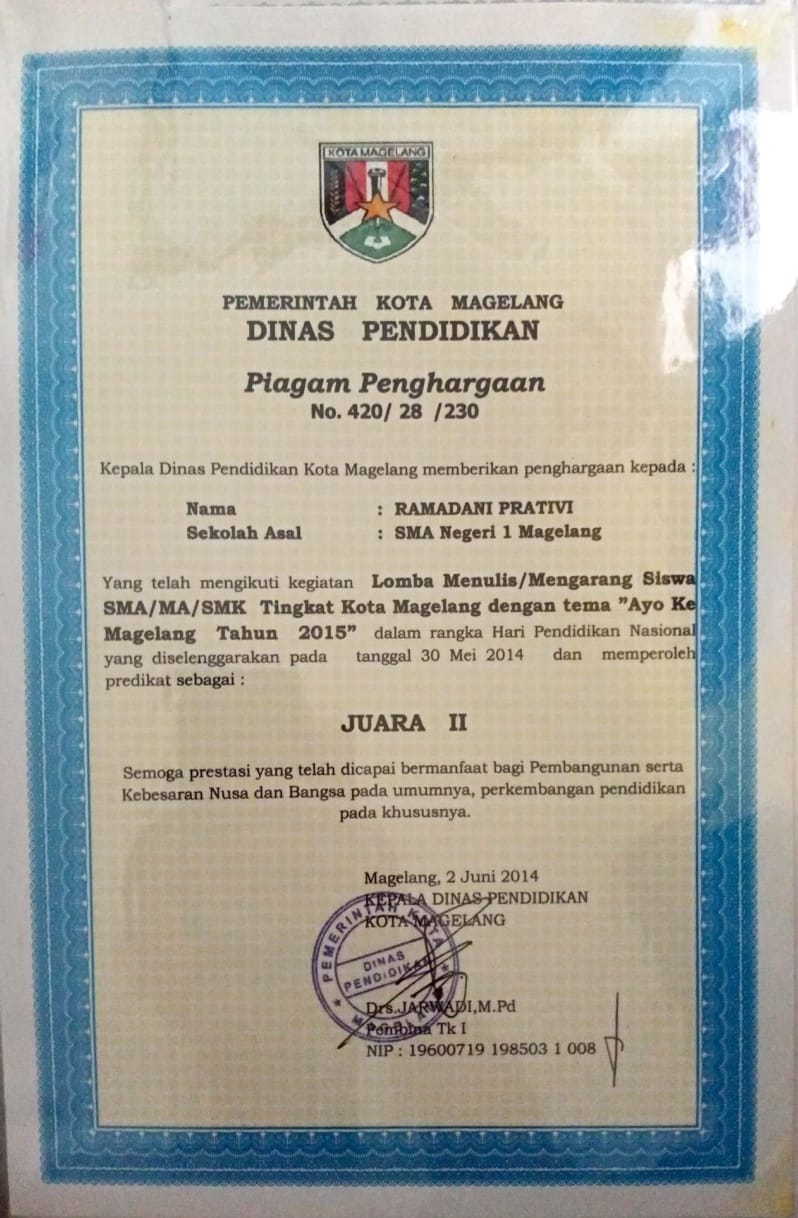 KOTA MAGELANG
PEMERINTAH KOTA MAGELANG
DINAS PENDIDIKAN
Piagam Penghargaan
No. 420/ 28 /230
Kepala Dinas Pendidikan Kota Magelang memberikan penghargaan kepada :
Nama : RAMADANI PRATIVI
Sekolah Asal : SMA Negeri 1 Magelang
Yang telah mengikuti kegiatan Lomba Menulis/Mengarang Siswa
SMA/MA/SMK Tingkat Kota Magelang dengan tema "Ayo Ke
Magelang Tahun 2015" dalam rangka Hari Pendidikan Nasional
yang diselenggarakan pada tanggal 30 Mei 2014 dan memperoleh
predikat sebagai :
JUARA II
Semoga prestasi yang telah dicapai bermanfaat bagi Pembangunan serta
Kebesaran Nusa dan Bangsa pada umumnya, perkembangan pendidikan
pada khususnya.
Magelang, 2 Juni 2014
KEPALA DINAS PENDIDIKAN
KOTA MAGELANG
PEMERINTAH KOTA
DINAS
PENDIDIKAN
Drs.JARWADI,M.Pd
Pembina Tk I
NIP : 19600719 198503 1 008